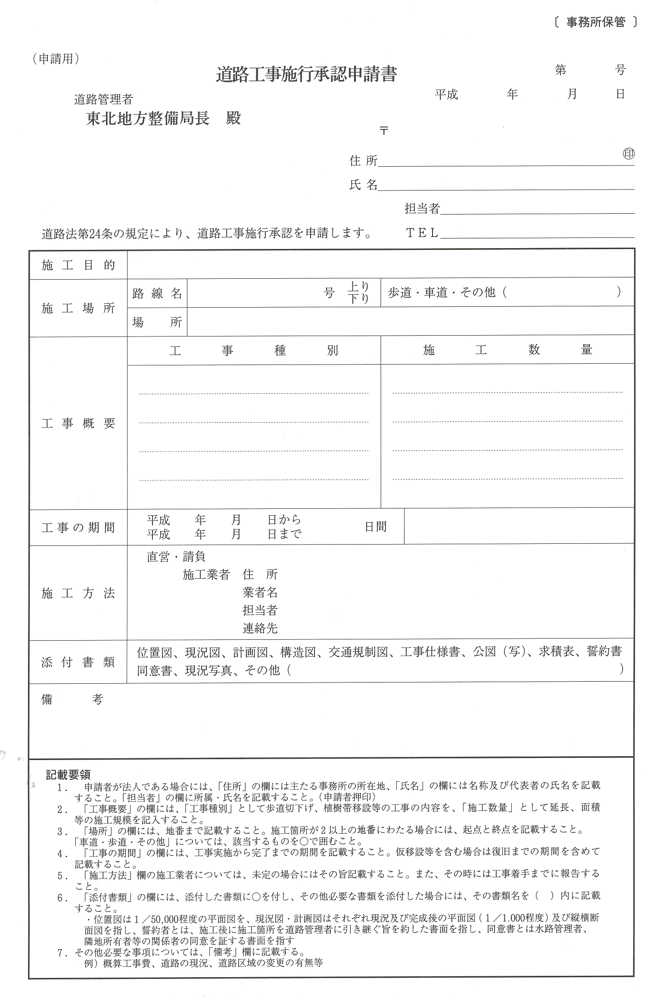 〔 事務所保管 〕
（申請用）
道路工事施行承認申請書
第　　　号
平成　　　年　　　月　　　日
道路管理者
東北地方整備局長　殿
〒
住所　㊞
氏名
担当者
道路法第24条の規定により、道路工事施行承認を申請します。　ＴＥＬ
施工目的
施工場所
路線名　号　上り
下り
歩道・車道・その他（　　　）
場所
工事概要
工事種別　施工数量
工事の期間
平成　　年　　月　　日から
平成　　年　　月　　日まで
日間
施工方法
直営・請負
施工業者　住　所
業者名
担当者
連絡先
添付書類
位置図、現況図、計画図、構造図、交通規制図、工事仕様書、公図（写）、求積表、誓約書
同意書、現況写真、その他（　　　）
備考
記載要領
1．　申請者が法人である場合には、「住所」の欄には主たる事務所の所在地、「氏名」の欄には名称及び代表者の氏名を記載
すること。「担当者」の欄に所属・氏名を記載すること。（申請者押印）
2．　「工事概要」の欄には、「工事種別」として歩道切下げ、植樹帯移設等の工事の内容を、「施工数量」として延長、面積
等の施工規模を記入すること。
3．　「場所」の欄には、地番まで記載すること。施工箇所が２以上の地番にわたる場合には、起点と終点を記載すること。
「車道・歩道・その他」については、該当するものを〇で囲むこと。
4．　「工事の期間」の欄には、工事実施から完了までの期間を記載すること。仮移設等を含む場合は復旧までの期間を含めて
記載すること。
5．　「施工方法」欄の施工業者については、未定の場合にはその旨記載すること。また、その時には工事着手までに報告する
こと。
6．　「添付書類」の欄には、添付した書類に〇を付し、その他必要な書類を添付した場合には、その書類名を（　）内に記載
すること。
・位置図は１／50,000程度の平面図を、現況図・計画図はそれぞれ現況及び完成後の平面図（１／1.000程度）及び縦横断
面図を指し、誓約者とは、施工後に施工箇所を道路管理者に引き継ぐ旨を約した書面を指し、同意書とは水路管理者、
隣地所有者等の関係者の同意を証する書面を指す
7．その他必要な事項については、「備考」欄に記載する。
例）概算工事費、道路の現況、道路区域の変更の有無等